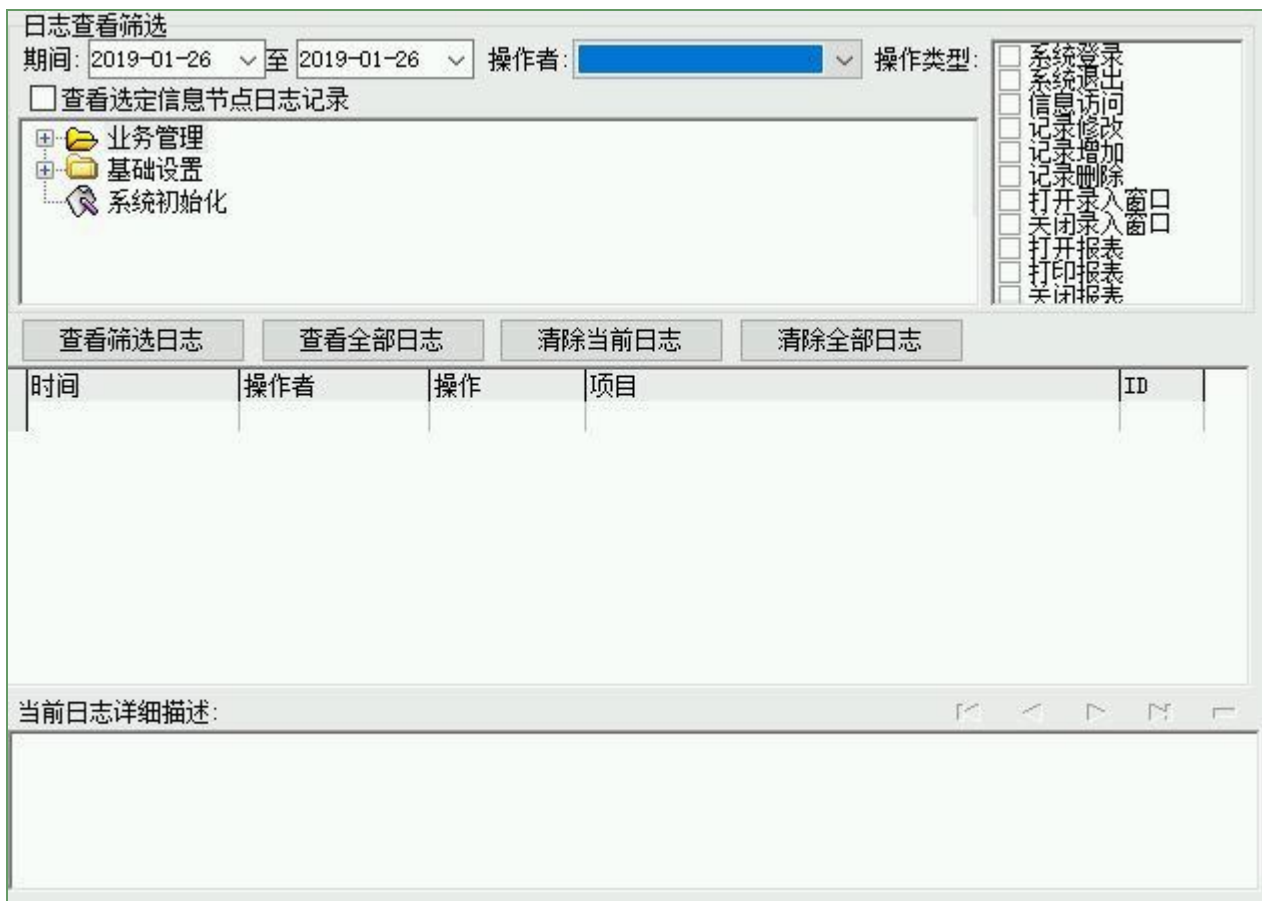 日志查看筛选
期间: 2019-01-26 至 2019-01-26 操作者: 操作类型:
系统登录
系统退出
信息访问
记录修改
记录增加
记录删除
打开录入窗口
关闭录入窗口
打开报表
打印报表
关闭报表
查看选定信息节点日志记录
业务管理
基础设置
系统初始化
查看筛选日志 查看全部日志 清除当前日志 清除全部日志
时间 操作者 操作 项目 ID
当前日志详细描述: